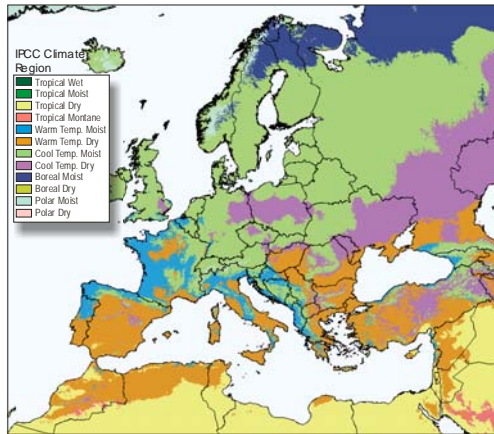 IPCC Climate
Region
Tropical Wet
Tropical Moist
Tropical Dry
Tropical Montane
Warm Temp. Moist
Warm Temp. Dry
Cool Temp. Moist
Cool Temp. Dry
Boreal Moist
Boreal Dry
Polar Moist
Polar Dry